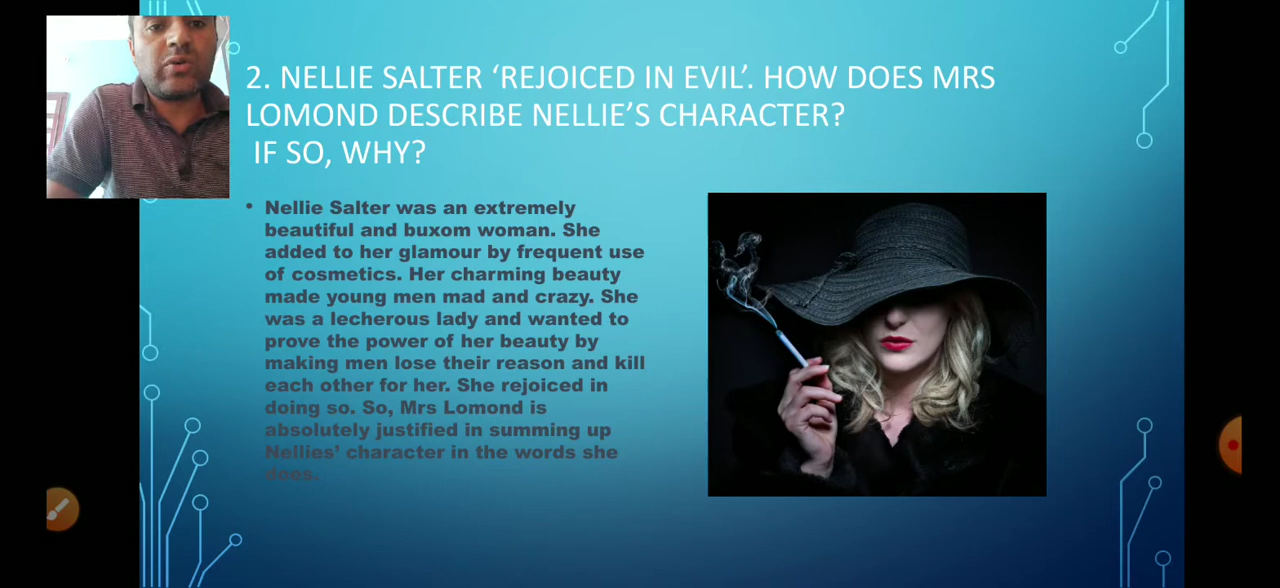 2. NELLIE SALTER ‘REJOICED IN EVIL’. HOW DOES MRS
LOMOND DESCRIBE NELLIE’S CHARACTER?
IF SO, WHY?
• Nellie Salter was an extremely
beautiful and buxom woman. She
added to her glamour by frequent use
of cosmetics. Her charming beauty
made young men mad and crazy. She
was a lecherous lady and wanted to
prove the power of her beauty by
making men lose their reason and kill
each other for her. She rejoiced in
doing so. So, Mrs Lomond is
absolutely justified in summing up
Nellies’ character in the words she
does.